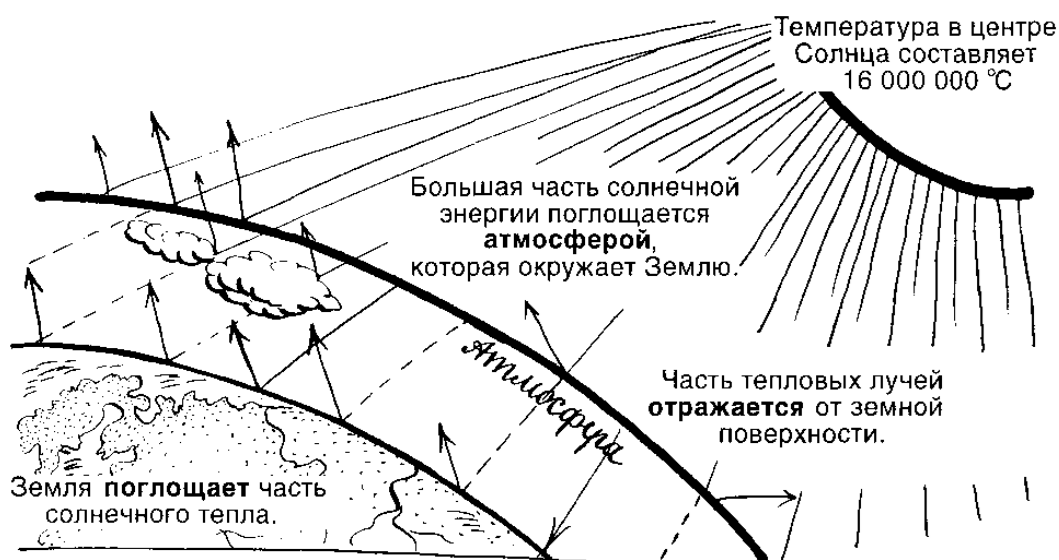 Температура в центре
Солнца составляет
16 000 000 °C
Большая часть солнечной
энергии поглощается
атмосферой,
которая окружает Землю.
Атмосфера
Часть тепловых лучей
отражается от земной
поверхности.
Земля поглощает часть
солнечного тепла.